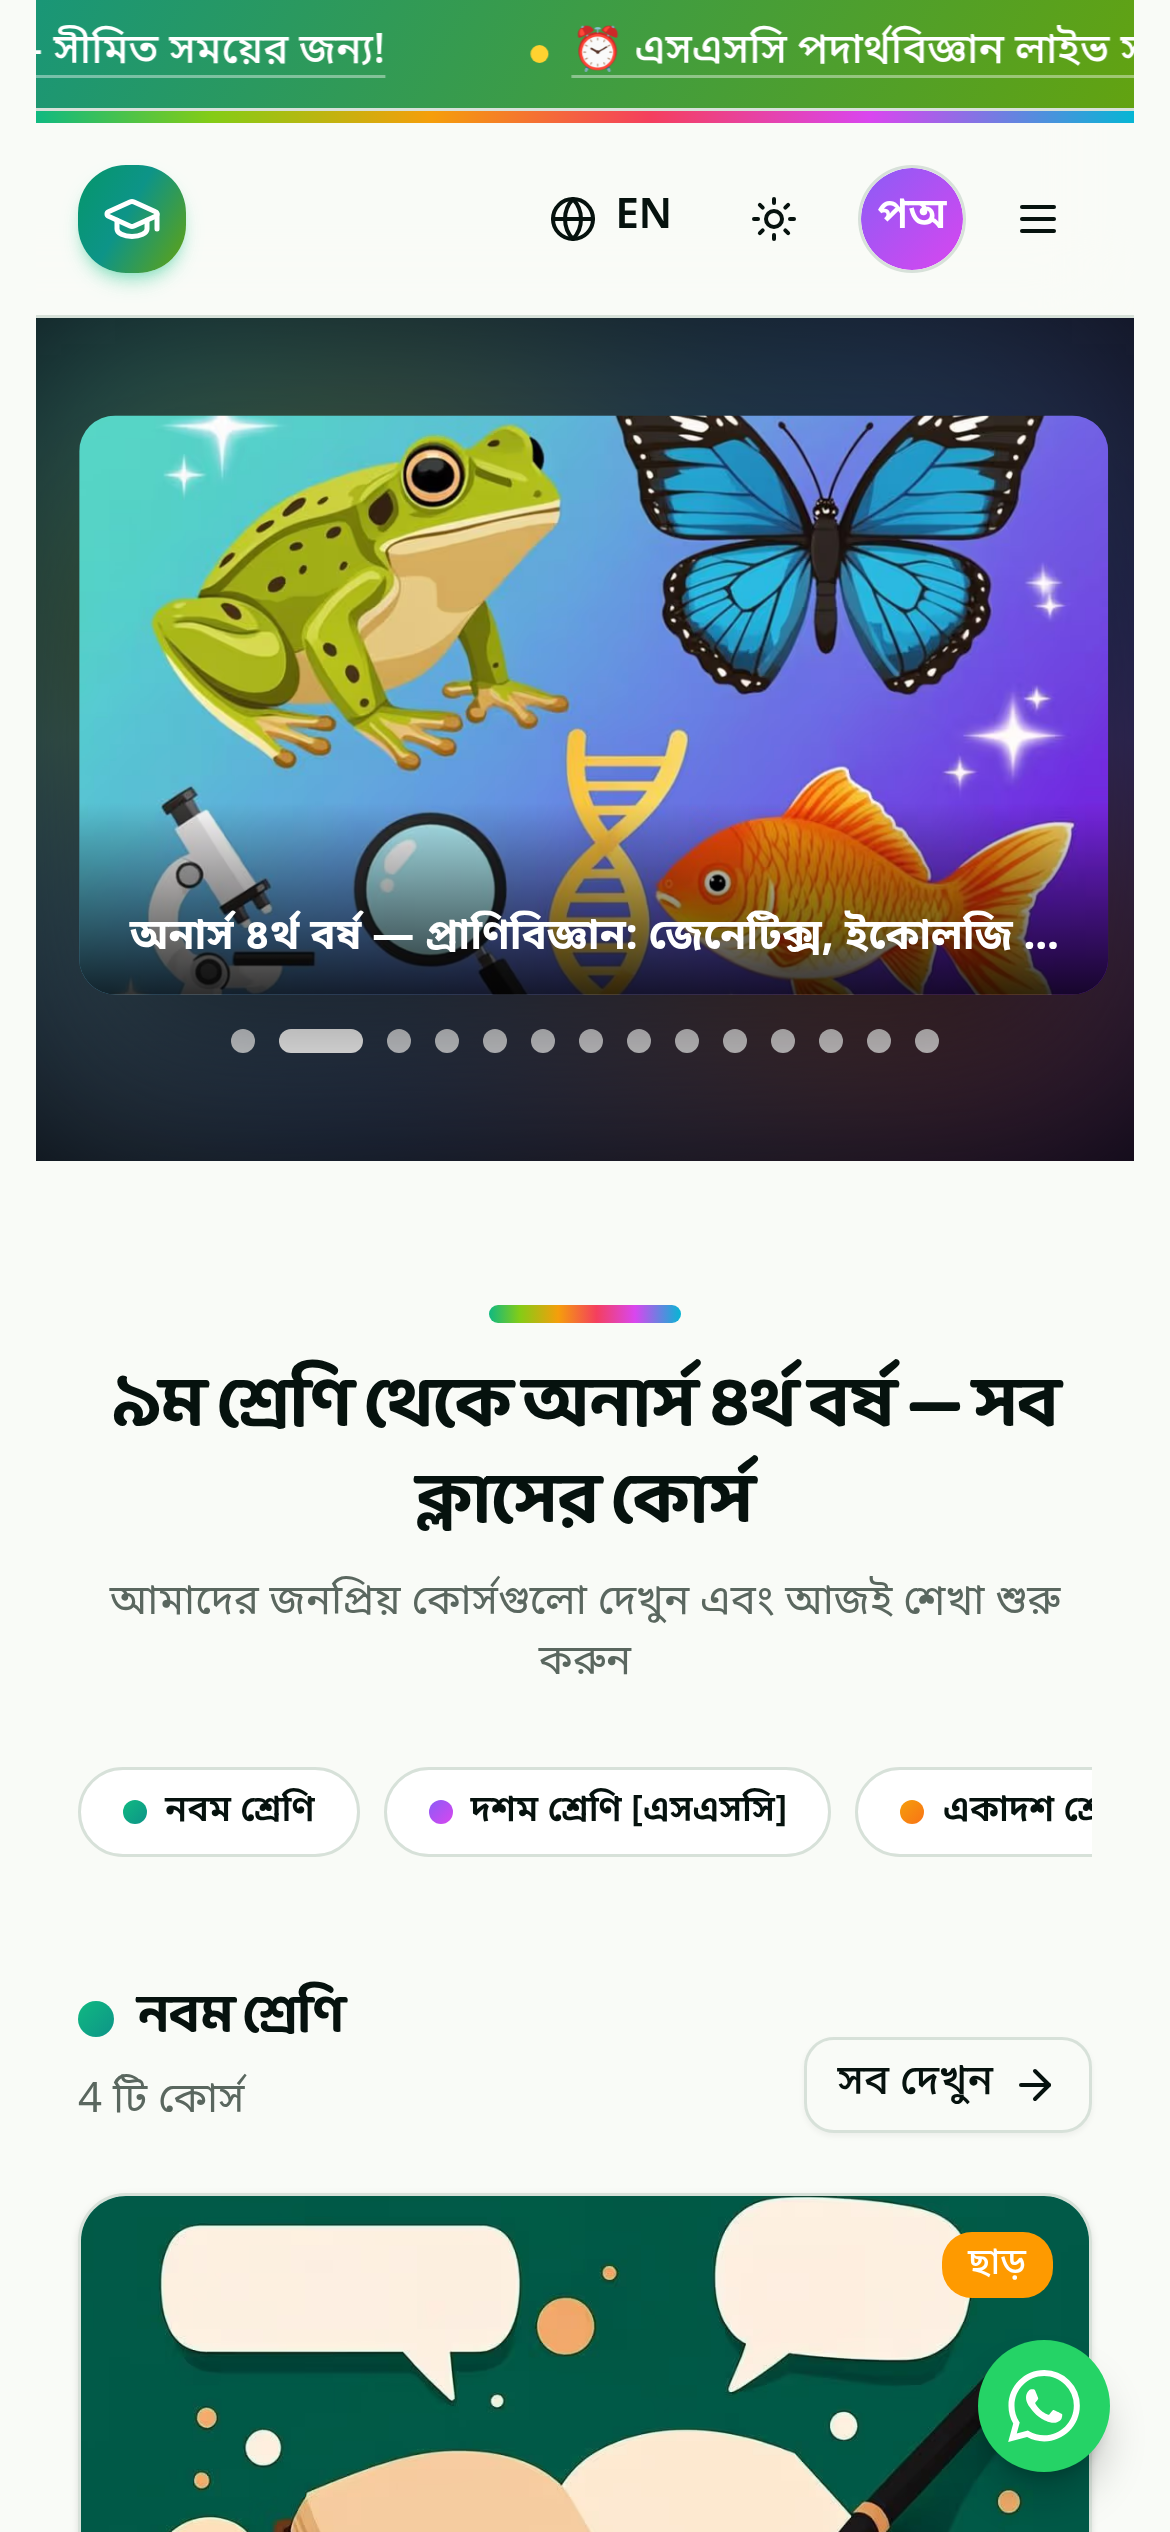 - সীমিত সময়ের জন্য!
⏰ এসএসসি পদার্থবিজ্ঞান লাইভ
EN
পঅ
অনার্স ৪র্থ বর্ষ — প্রাণিবিজ্ঞান: জেনেটিক্স, ইকোলজি ...
৯ম শ্রেণি থেকে অনার্স ৪র্থ বর্ষ – সব
ক্লাসের কোর্স
আমাদের জনপ্রিয় কোর্সগুলো দেখুন এবং আজই শেখা শুরু
করুন
নবম শ্রেণি
দশম শ্রেণি [এসএসসি]
একাদশ
নবম শ্রেণি
4 টি কোর্স
সব দেখুন →
ছাড়